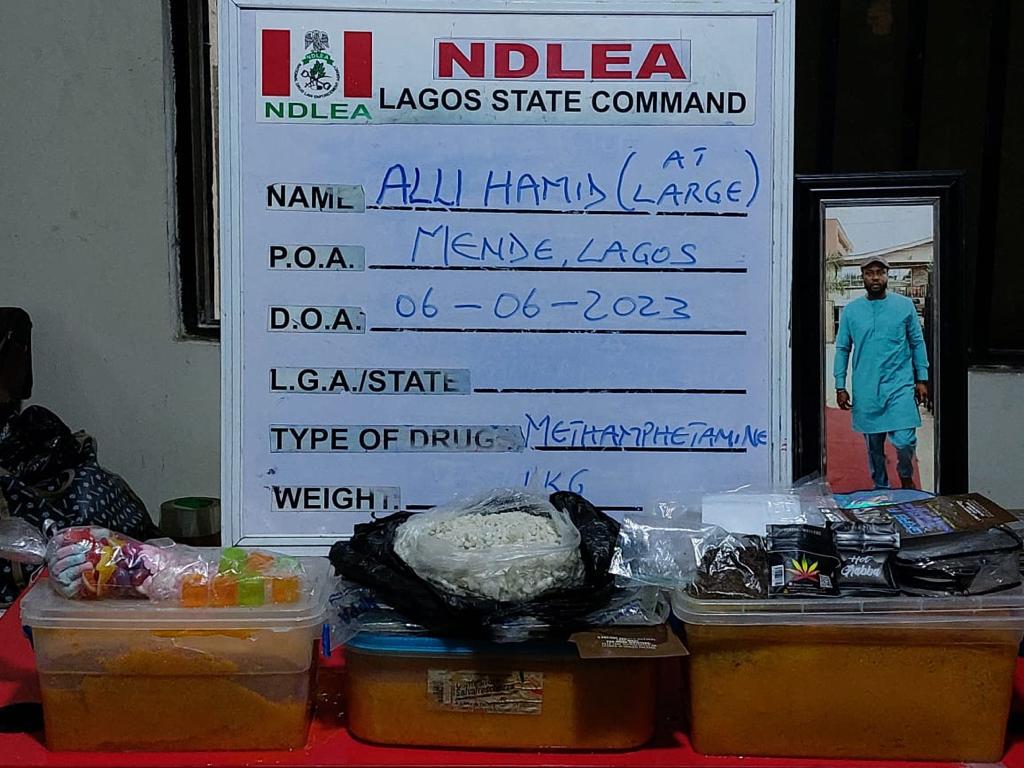 NDLEA
NDLEA
LAGOS STATE COMMAND
NAME ALLI HAMID (AT LARGE)
P.O.A. MENDE, LAGOS
D.O.A. 06-06-2023
L.G.A./STATE
TYPE OF DRUG METHAMPHETAMINE
WEIGHT. 1KG